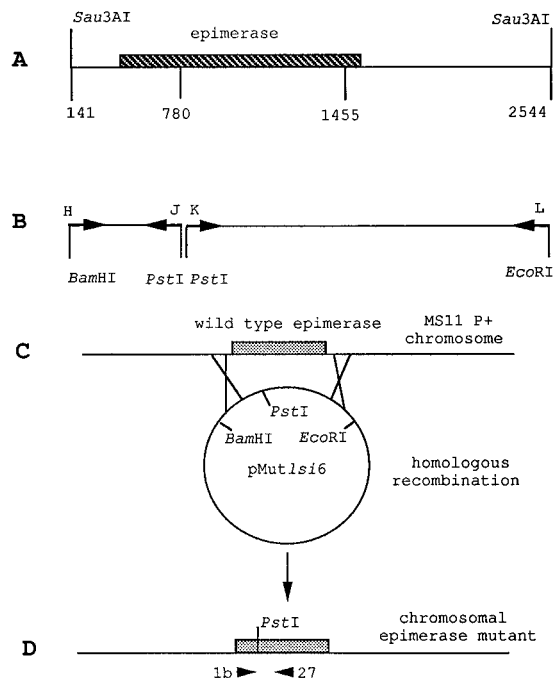 Sau3AI
Sau3AI
epimerase
A
141
780
1455
2544
B
H
J
K
L
BamHI
PstI
PstI
EcoRI
wild type epimerase
MS11 P+
chromosome
C
PstI
BamHI
EcoRI
pMutlsi6
homologous
recombination
PstI
chromosomal
epimerase mutant
D
1b
27